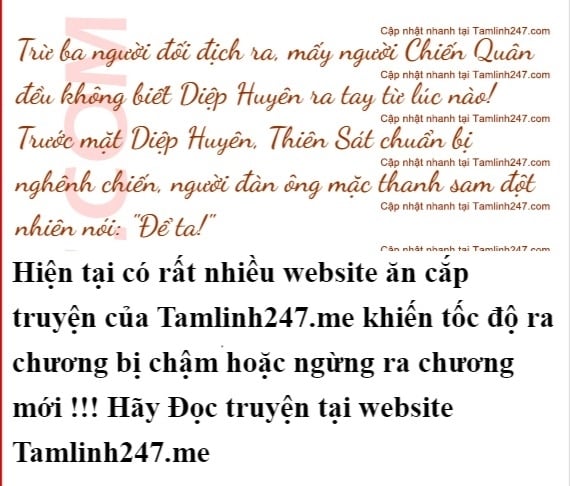 Cập nhật nhanh tại Tamlinh247.com
Trừ ba người đối địch ra, mấy người Chiến Quân
Cập nhật nhanh tại Tamlinh247.com
đều không biết Diệp Huyên ra tay từ lúc nào!
Cập nhật nhanh tại Tamlinh247.com
Trước mặt Diệp Huyên, Thiên Sát chuẩn bị
Cập nhật nhanh tại Tamlinh247.com
nghênh chiến, người đàn ông mặc thanh sam đột
Cập nhật nhanh tại Tamlinh247.com
nhiên nói: "Để ta!"
Cập nhật nhanh tại Tamlinh247.com
.COM
Hiện tại có rất nhiều website ăn cắp
truyện của Tamlinh247.me khiến tốc độ ra
chương bị chậm hoặc ngừng ra chương
mới !!! Hãy Đọc truyện tại website
Tamlinh247.me